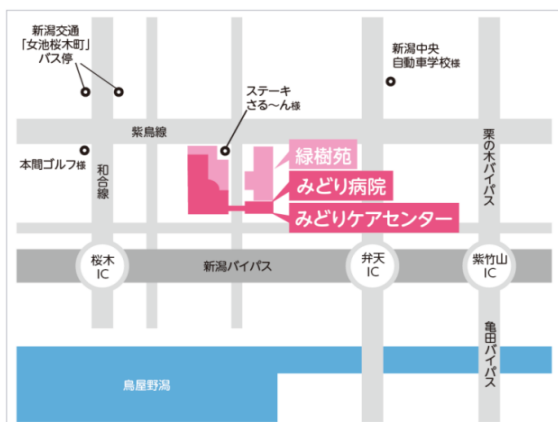 新潟交通
「女池桜木町」
バス停
新潟中央
自動車学校様
ステーキ
さる〜ん様
紫鳥線
本間ゴルフ様
和合線
緑樹苑
みどり病院
みどりケアセンター
栗の木バイパス
桜木
IC
新潟バイパス
弁天
IC
紫竹山
IC
亀田バイパス
鳥屋野潟